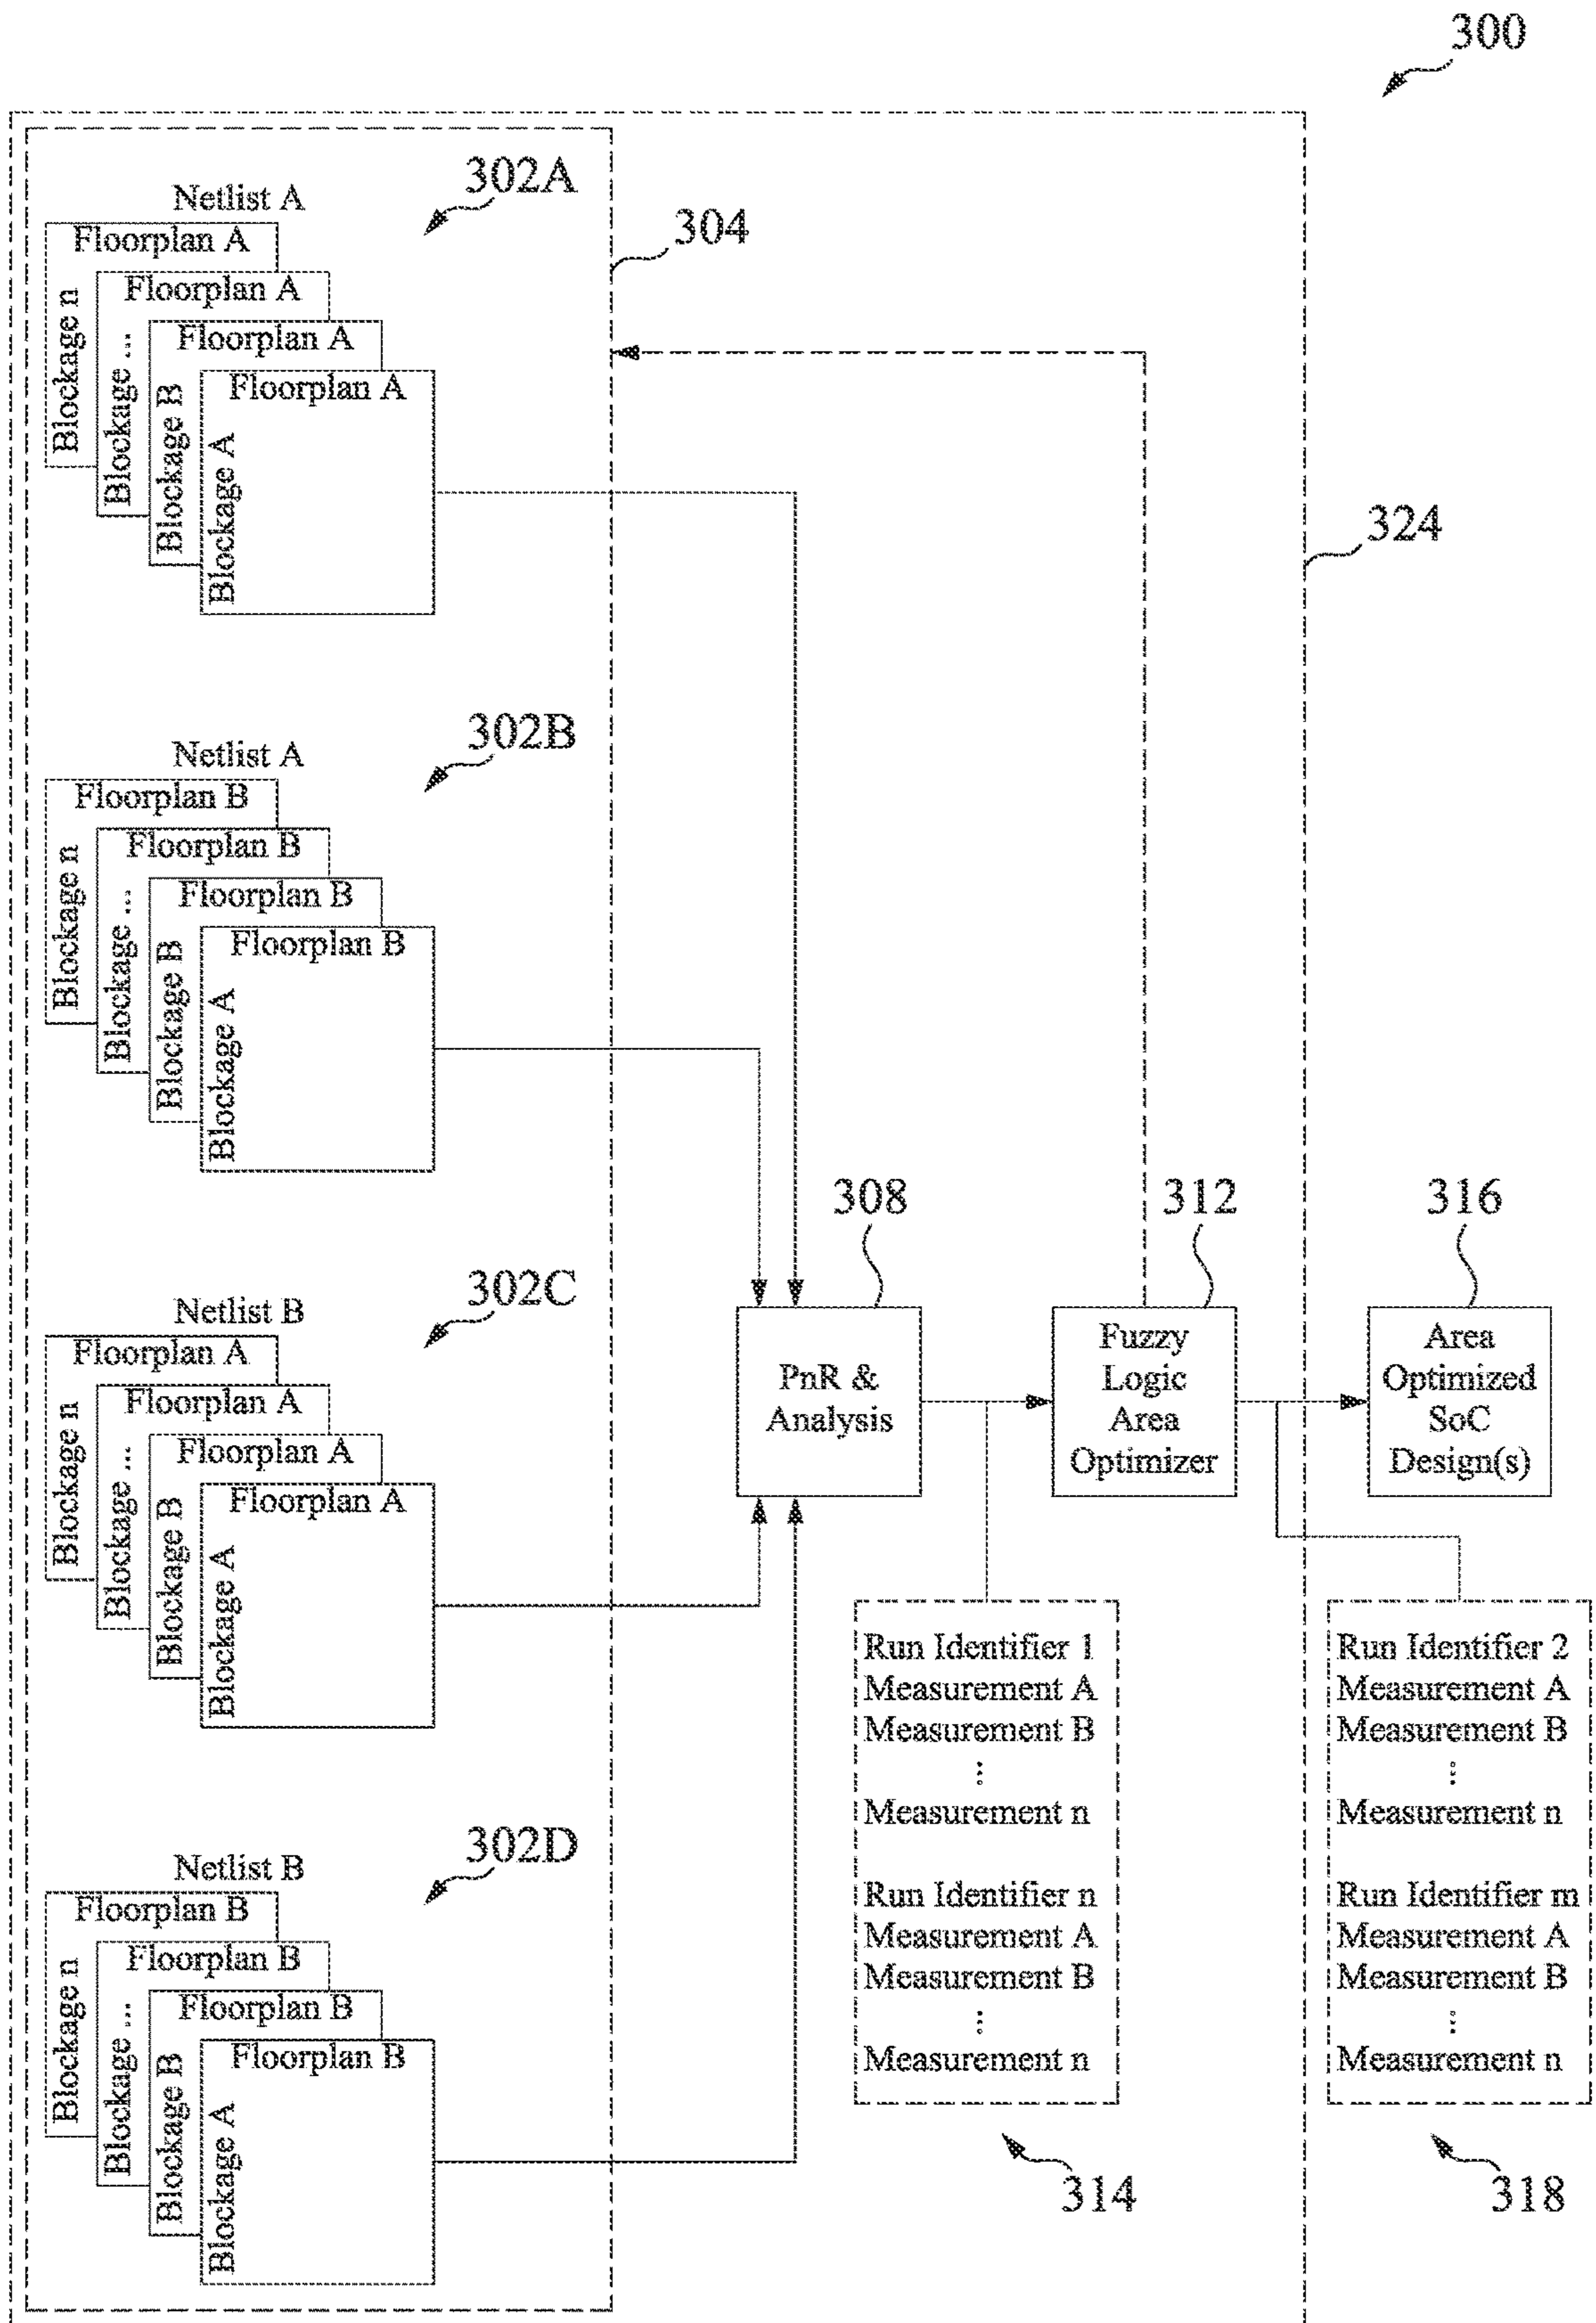 300
302A
Netlist A
Floorplan A
Floorplan A
Floorplan A
Floorplan A
Blockage n
Blockage ...
Blockage B
Blockage A
304
324
302B
Netlist A
Floorplan B
Floorplan B
Floorplan B
Floorplan B
Blockage n
Blockage ...
Blockage B
Blockage A
302C
Netlist B
Floorplan A
Floorplan A
Floorplan A
Floorplan A
Blockage n
Blockage ...
Blockage B
Blockage A
302D
Netlist B
Floorplan B
Floorplan B
Floorplan B
Floorplan B
Blockage n
Blockage ...
Blockage B
Blockage A
308
PnR &
Analysis
312
Fuzzy
Logic
Area
Optimizer
316
Area
Optimized
SoC
Design(s)
Run Identifier 1
Measurement A
Measurement B
⋮
Measurement n
Run Identifier n
Measurement A
Measurement B
⋮
Measurement n
314
Run Identifier 2
Measurement A
Measurement B
⋮
Measurement n
Run Identifier m
Measurement A
Measurement B
⋮
Measurement n
318